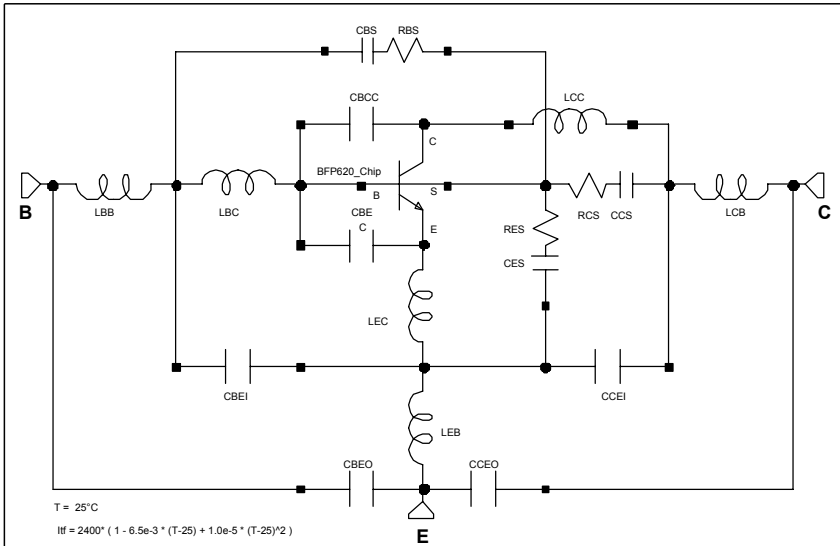 CBS RBS
CBCC LCC
C
BFP620_Chip
B S
B LBB LBC CBE C E RES RCS CCS LCB C
CES
LEC
CBEI CCEI
LEB
CBEO CCEO
T = 25°C
E
Itf = 2400* ( 1 - 6.5e-3 * (T-25) + 1.0e-5 * (T-25)^2 )